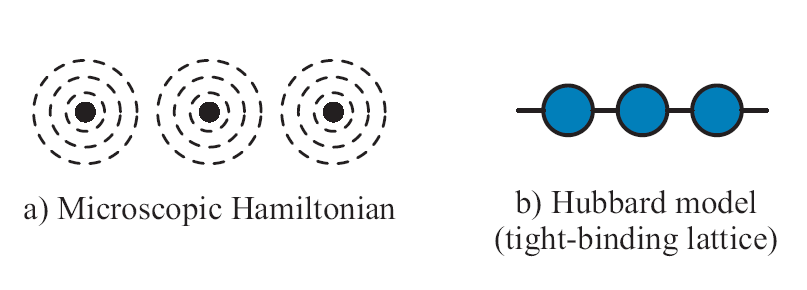 a) Microscopic Hamiltonian
b) Hubbard model
(tight-binding lattice)